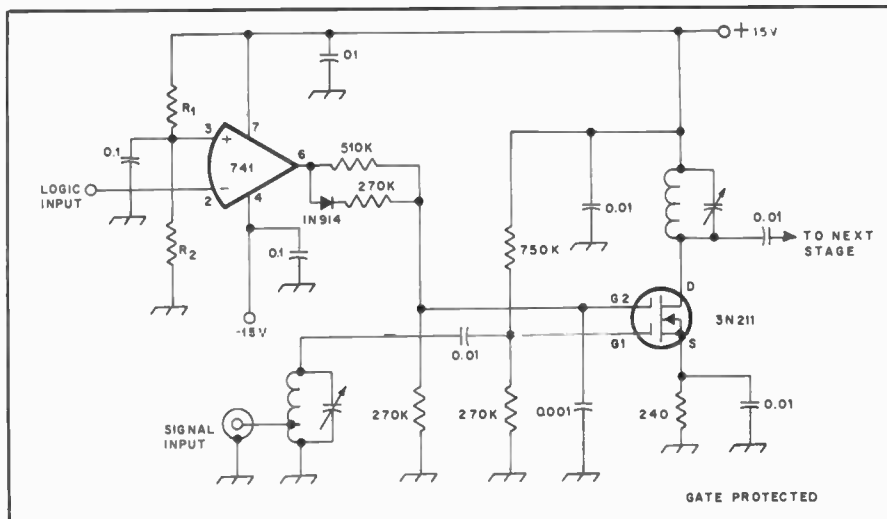 + 15V
01
R1
3
7
+
0.1
741
6
510K
270K
LOGIC
INPUT
-
2
4
IN914
R2
0.1
-15V
0.01
750K
0.01
TO NEXT
STAGE
D
G2
3N211
G1
S
0.01
SIGNAL
INPUT
270K
270K
0.001
240
0.01
GATE PROTECTED